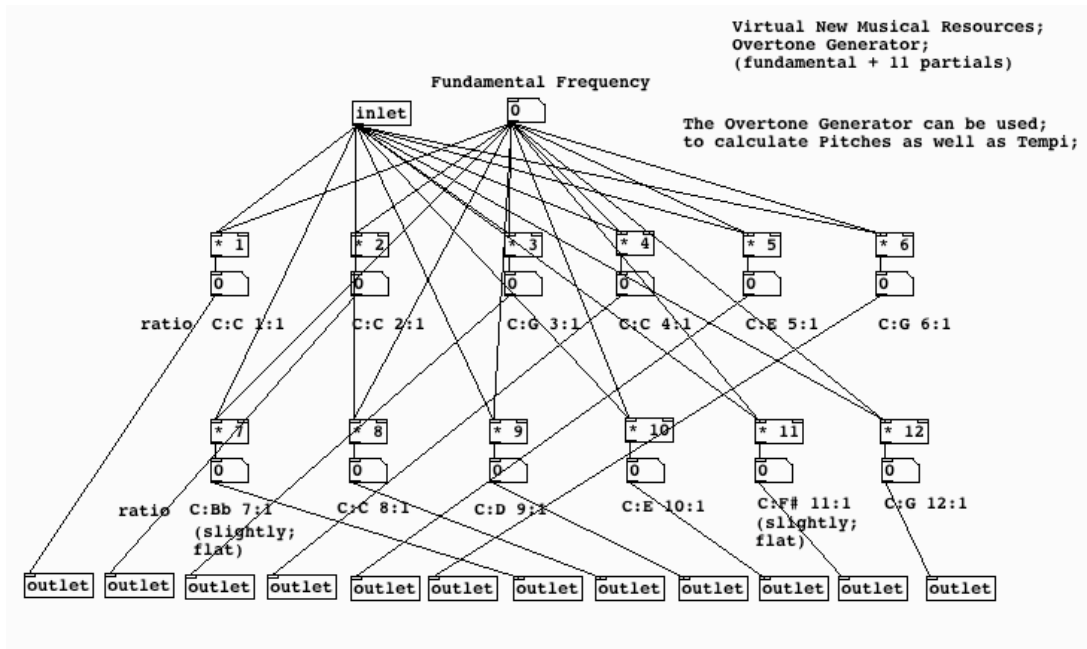 Virtual New Musical Resources;
Overtone Generator;
(fundamental + 11 partials)
Fundamental Frequency
inlet
0
The Overtone Generator can be used;
to calculate Pitches as well as Tempi;
* 1
* 2
* 3
* 4
* 5
* 6
0
0
0
0
0
0
ratio
C:C 1:1
C:C 2:1
C:G 3:1
C:C 4:1
C:E 5:1
C:G 6:1
* 7
* 8
* 9
* 10
* 11
* 12
0
0
0
0
0
0
ratio
C:Bb 7:1
(slightly;
flat)
C:C 8:1
C:D 9:1
C:E 10:1
C:F# 11:1
(slightly;
flat)
C:G 12:1
outlet
outlet
outlet
outlet
outlet
outlet
outlet
outlet
outlet
outlet
outlet
outlet